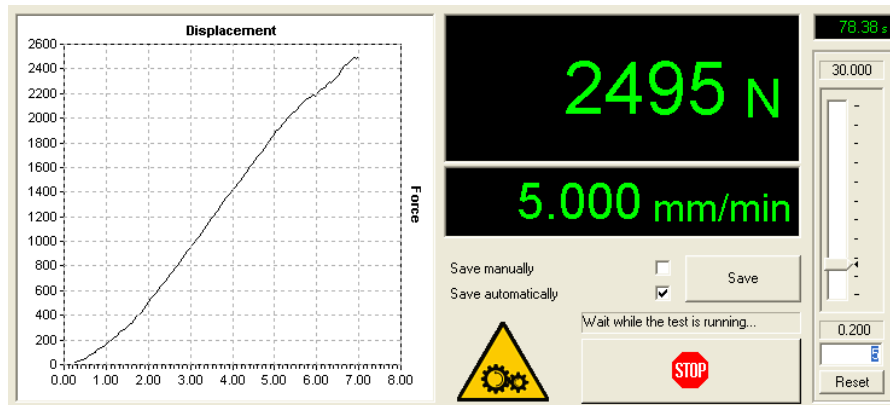 Displacement
2600
2400
2200
2000
1800
1600
1400
1200
1000
800
600
400
200
0
0.00 1.00 2.00 3.00 4.00 5.00 6.00 7.00 8.00
Force
2495 N
5.000 mm/min
Save manually
Save automatically
Save
Wait while the test is running...
STOP
78.38 s
30.000
0.200
5
Reset